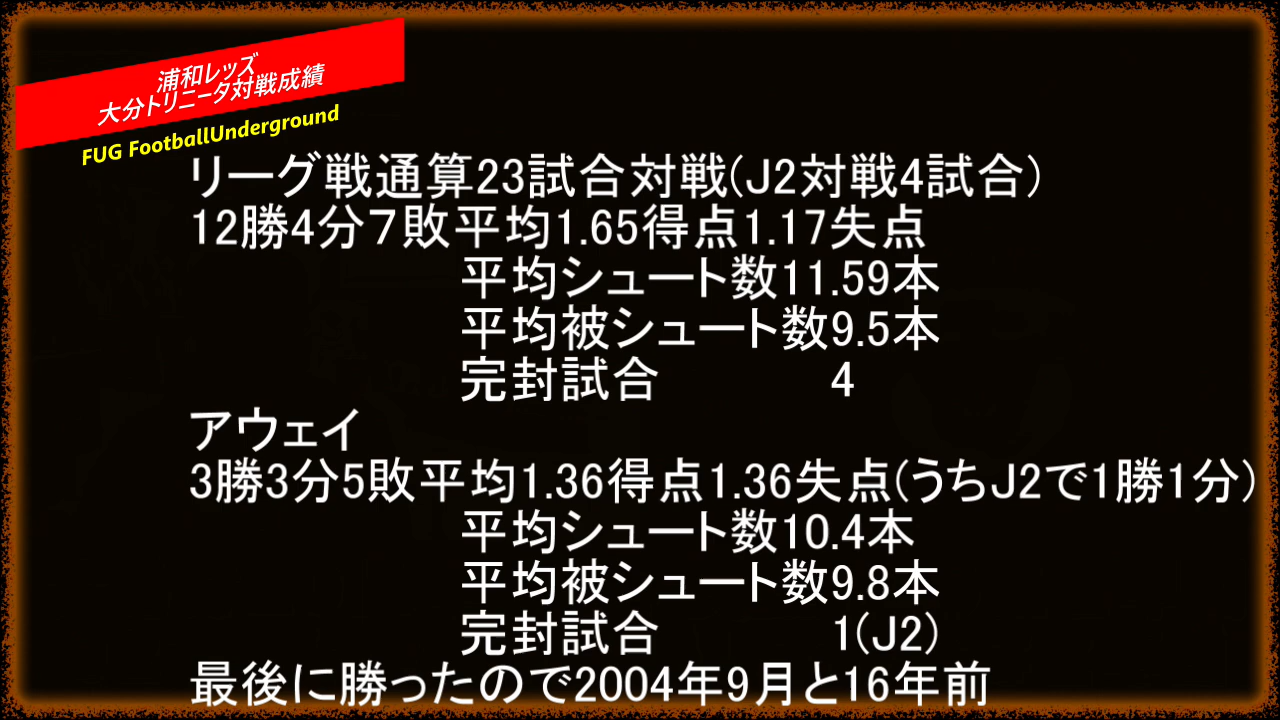 浦和レッズ
大分トリニータ対戦成績
FUG FootballUnderground
リーグ戦通算23試合対戦(J2対戦4試合)
12勝4分７敗平均1.65得点1.17失点
平均シュート数11.59本
平均被シュート数9.5本
完封試合 4
アウェイ
3勝3分5敗平均1.36得点1.36失点(うちJ2で1勝1分)
平均シュート数10.4本
平均被シュート数9.8本
完封試合 1(J2)
最後に勝ったので2004年9月と16年前